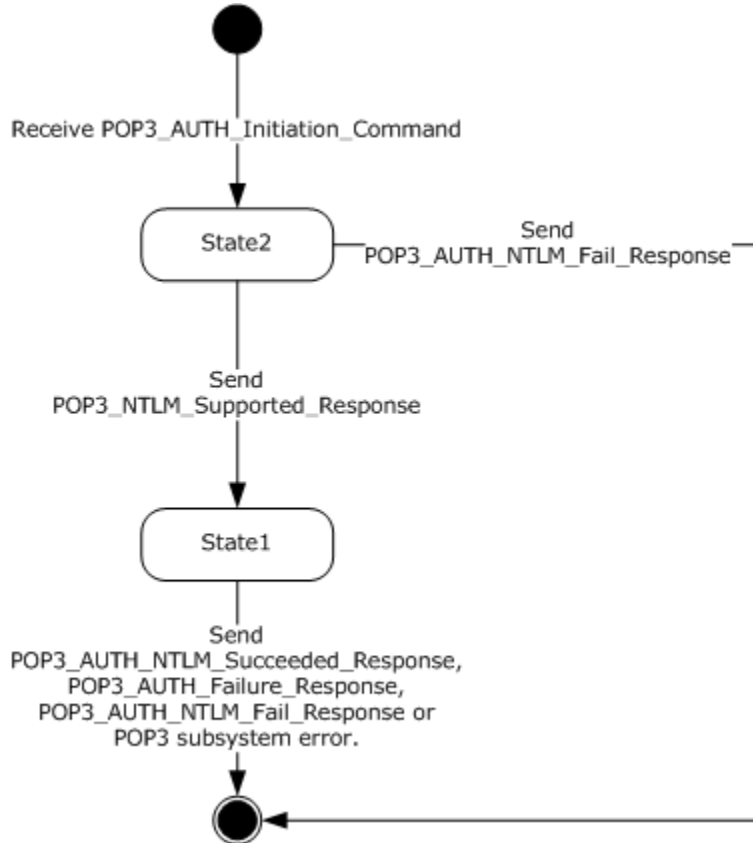 Receive POP3_AUTH_Initiation_Command
State2
Send
POP3_AUTH_NTLM_Fail_Response
Send
POP3_NTLM_Supported_Response
State1
Send
POP3_AUTH_NTLM_Succeeded_Response,
POP3_AUTH_Failure_Response,
POP3_AUTH_NTLM_Fail_Response or
POP3 subsystem error.